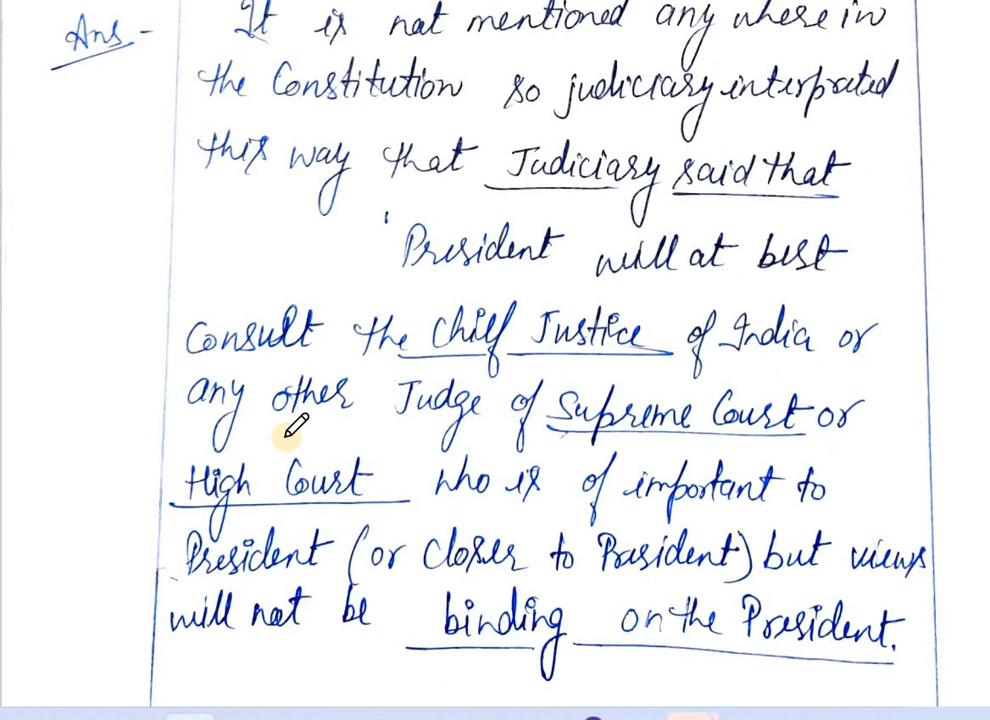 Ans - It is not mentioned any where in
the Constitution so judiciary interprated
this way that Judiciary said that
'President will at best
Consult the Chief Justice of India or
any other Judge of Supreme Court or
High Court who is of important to
President (or closer to President) but views
will not be binding on the President.